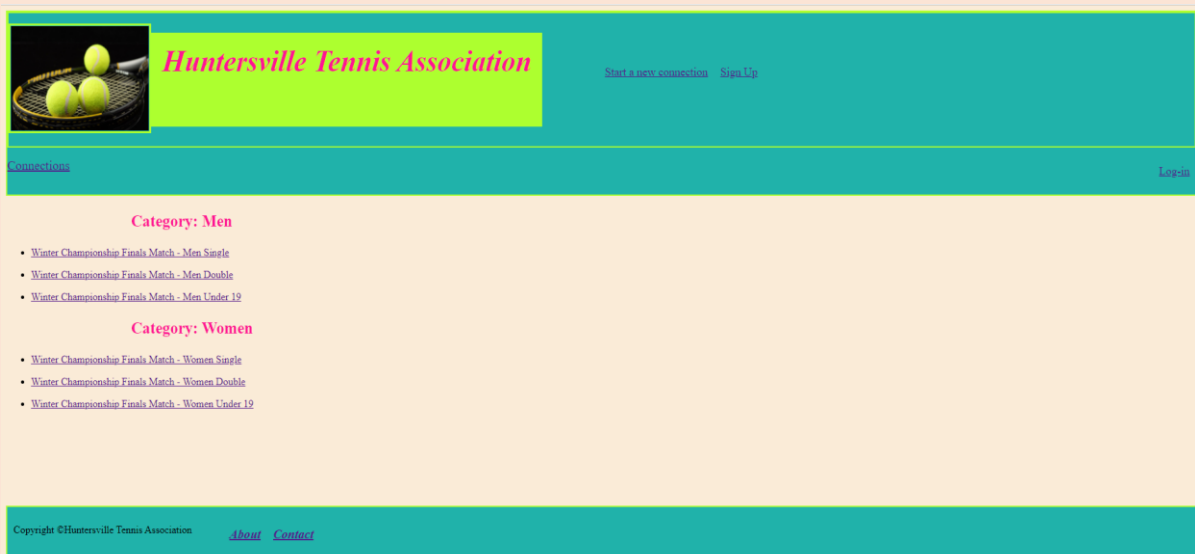 Huntersville Tennis Association
Start a new connection Sign Up
Connections
Log-in
Category: Men
Winter Championship Finals Match - Men Single
Winter Championship Finals Match - Men Double
Winter Championship Finals Match - Men Under 19
Category: Women
Winter Championship Finals Match - Women Single
Winter Championship Finals Match - Women Double
Winter Championship Finals Match - Women Under 19
Copyright ©Huntersville Tennis Association
About Contact